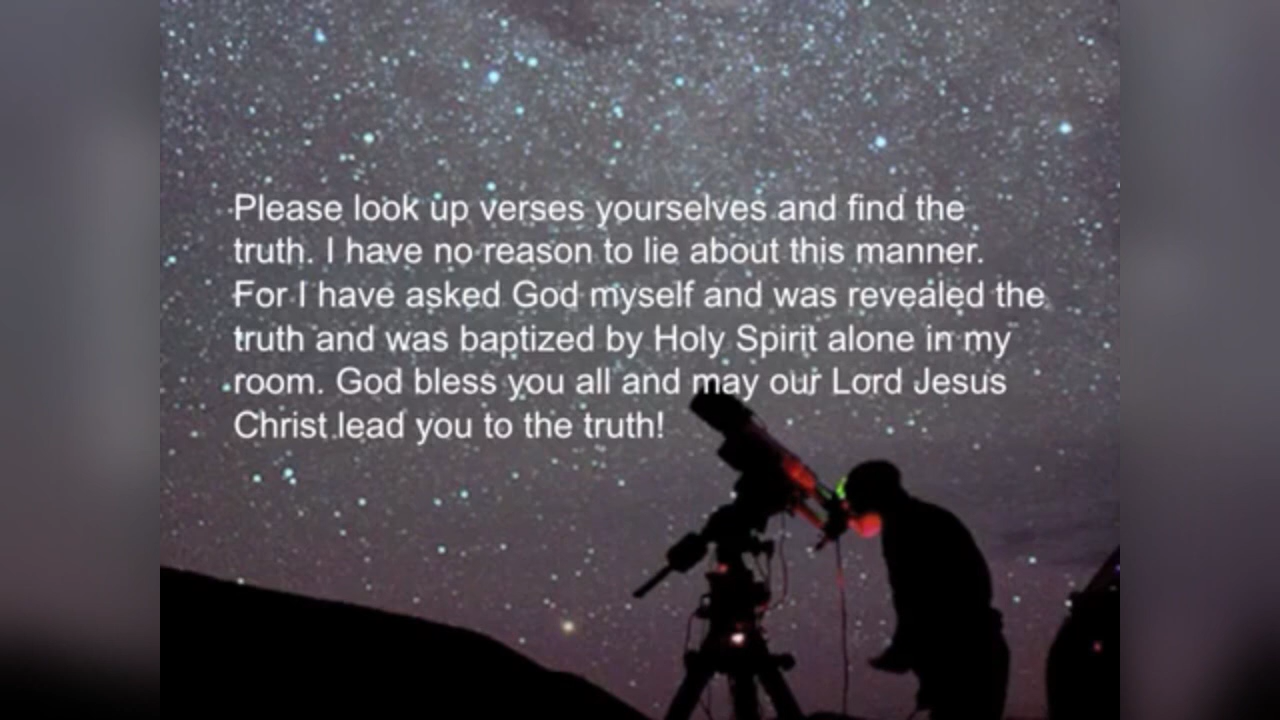 Please look up verses yourselves and find the
truth. I have no reason to lie about this manner.
For I have asked God myself and was revealed the
truth and was baptized by Holy Spirit alone in my
room. God bless you all and may our Lord Jesus
Christ lead you to the truth!